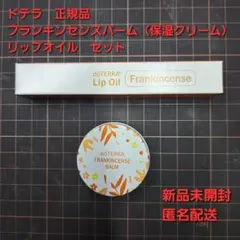 ドテラ　正規品
フランキンセンスバーム（保湿クリーム）
リップオイル　セット
dōTERRA
Lip Oil Frankincense
dōTERRA
FRANKINCENSE
BALM
新品未開封
匿名配送